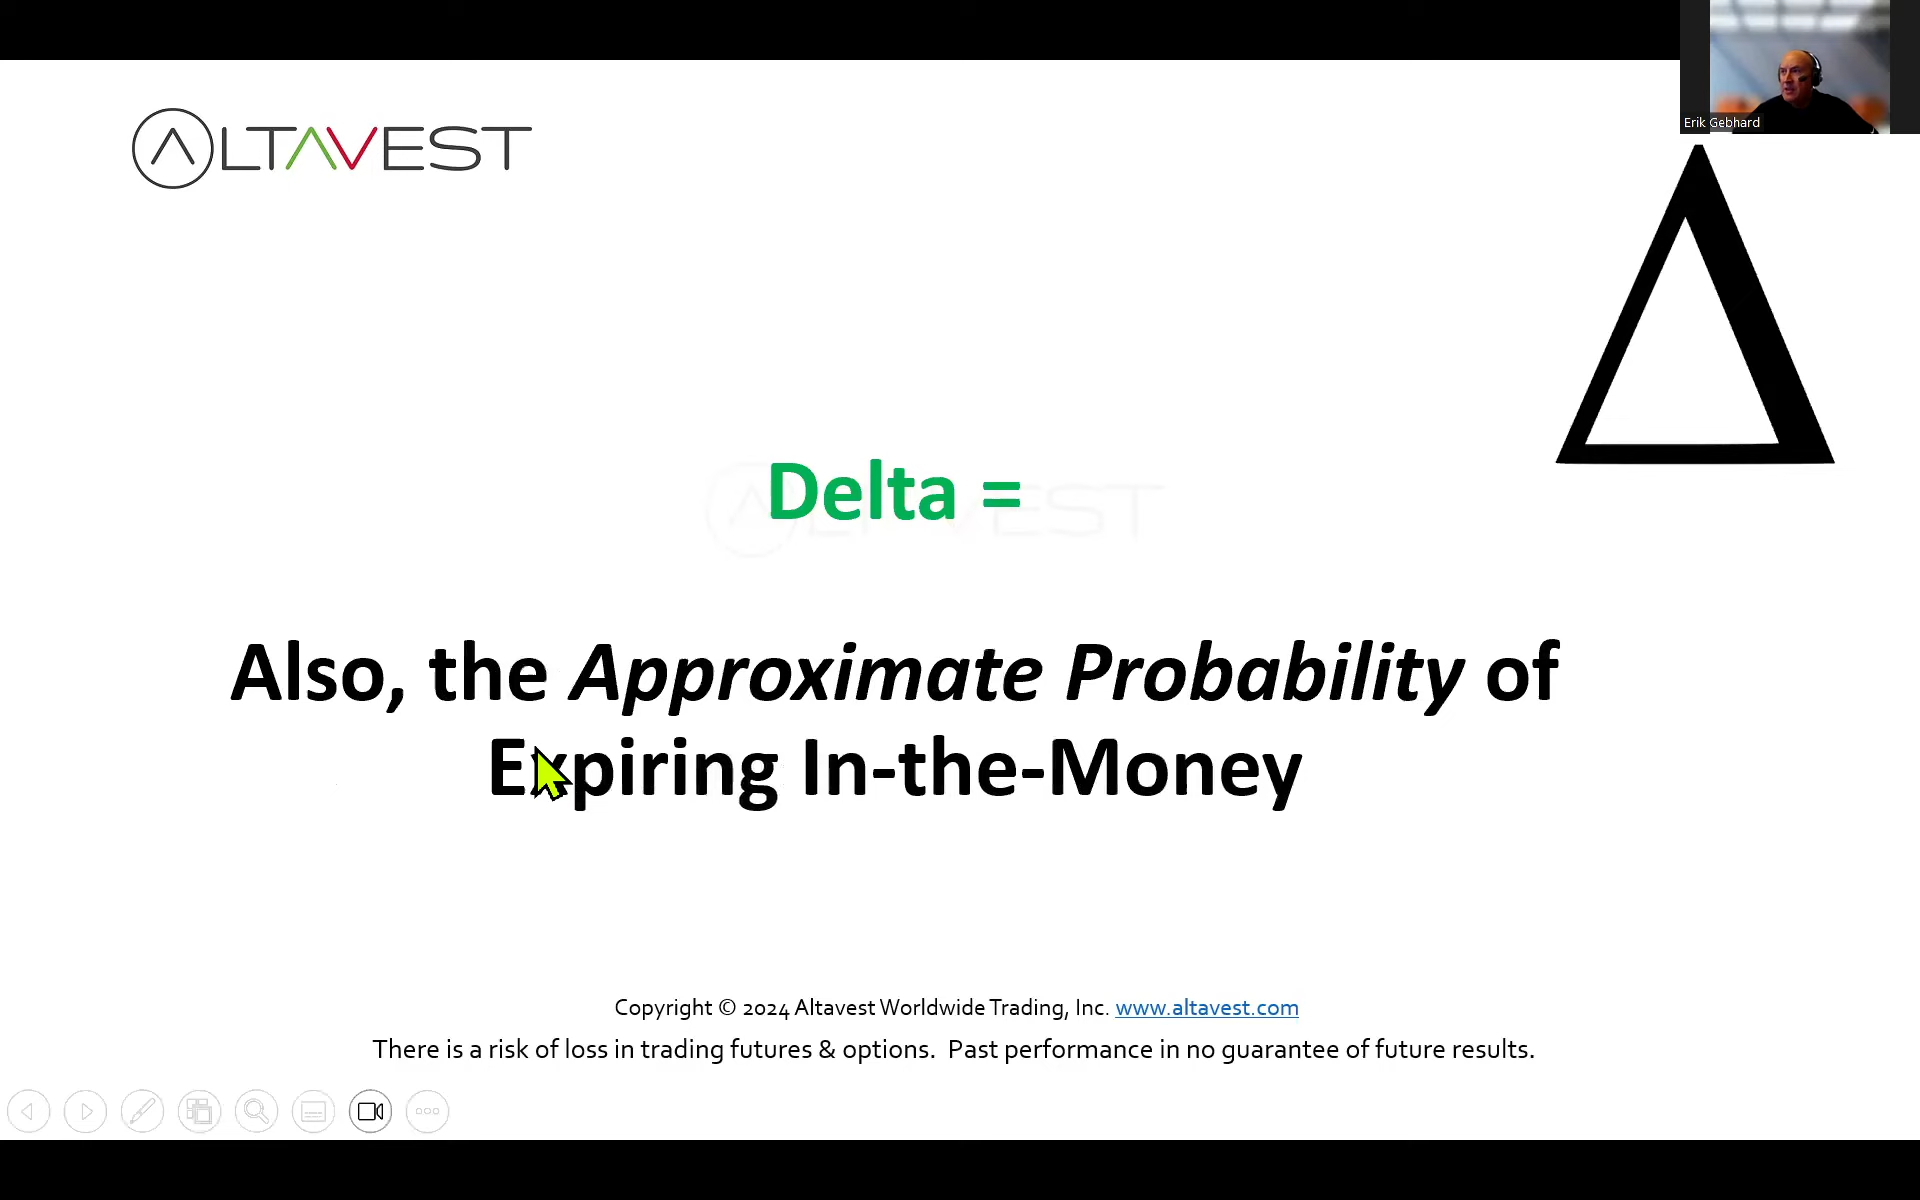 ALTAVEST
Erik Gebhard
Δ
Delta =
Also, the Approximate Probability of
Expiring In-the-Money
Copyright © 2024 Altavest Worldwide Trading, Inc. www.altavest.com
There is a risk of loss in trading futures & options. Past performance in no guarantee of future results.